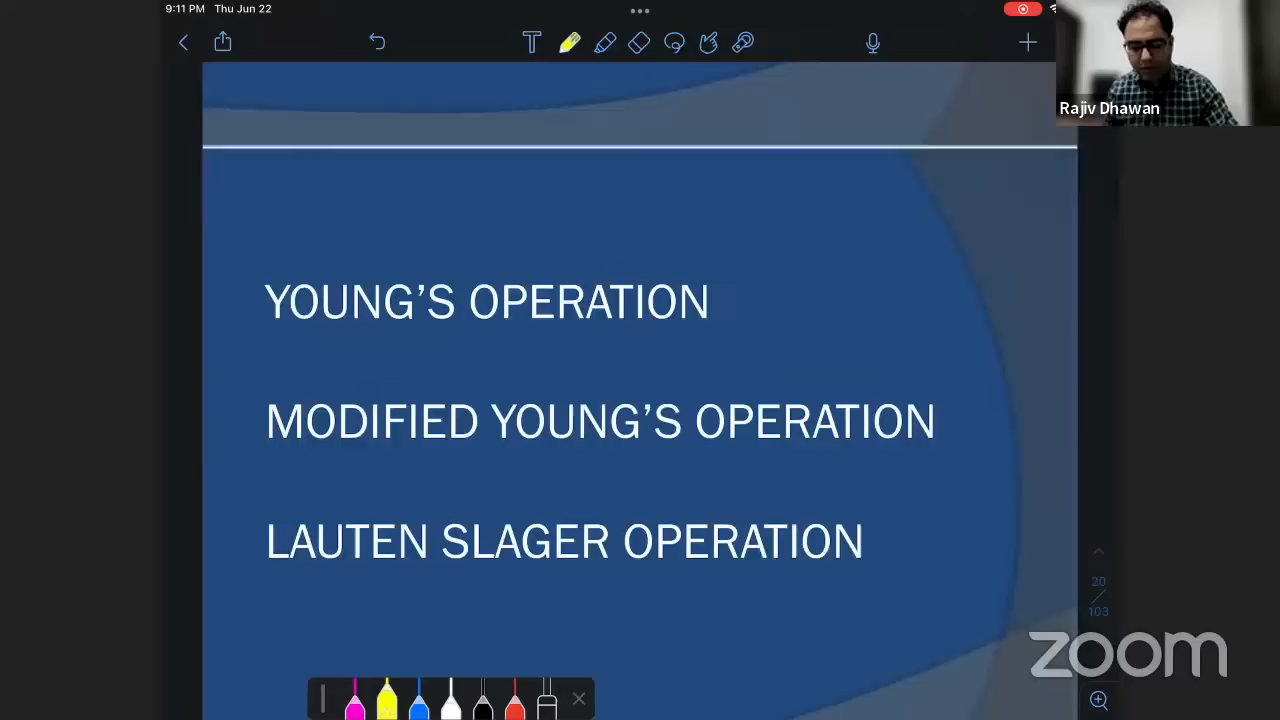 9:11 PM Thu Jun 22
Rajiv Dhawan
YOUNG’S OPERATION
MODIFIED YOUNG’S OPERATION
LAUTEN SLAGER OPERATION
20
103
zoom